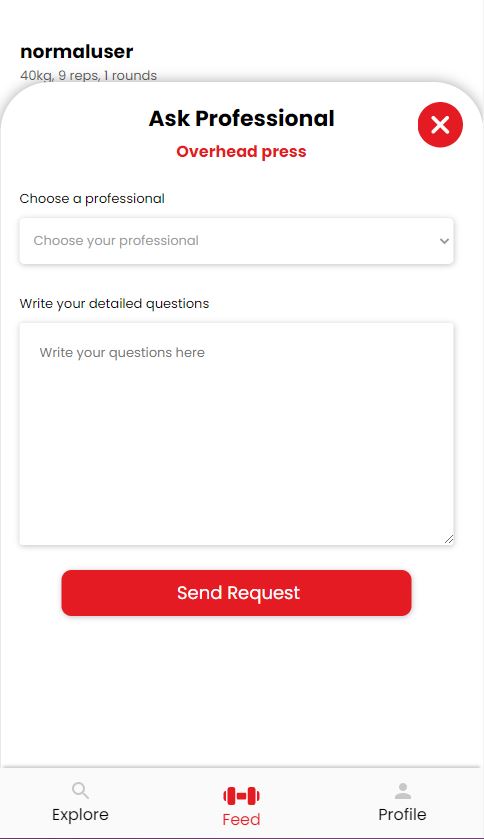 normaluser
40kg, 9 reps, 1 rounds
Ask Professional
Overhead press
Choose a professional
Choose your professional
Write your detailed questions
Write your questions here
Send Request
Explore
Feed
Profile